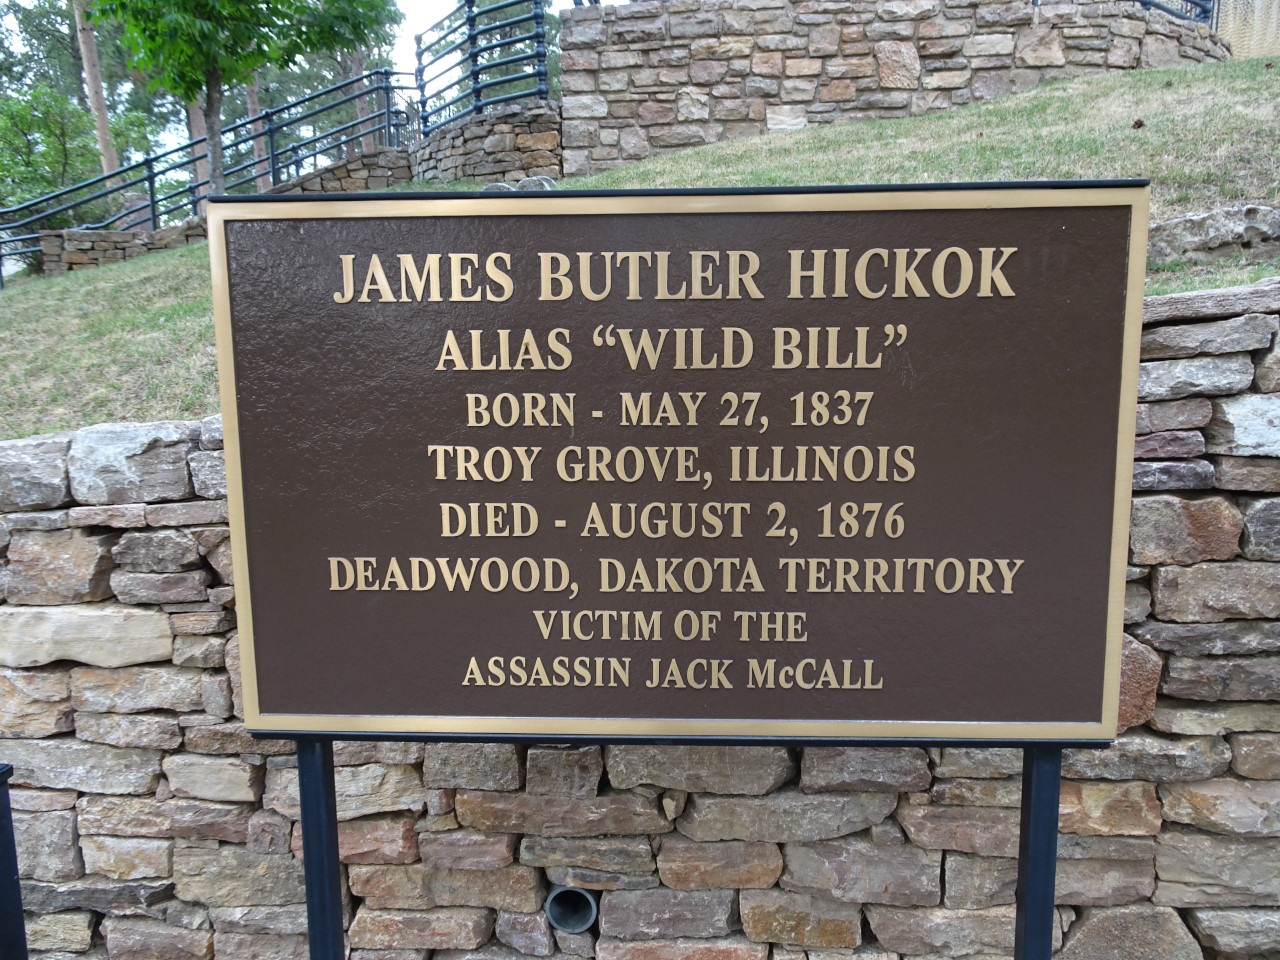 JAMES BUTLER HICKOK
ALIAS “WILD BILL”
BORN - MAY 27, 1837
TROY GROVE, ILLINOIS
DIED - AUGUST 2, 1876
DEADWOOD, DAKOTA TERRITORY
VICTIM OF THE
ASSASSIN JACK McCALL